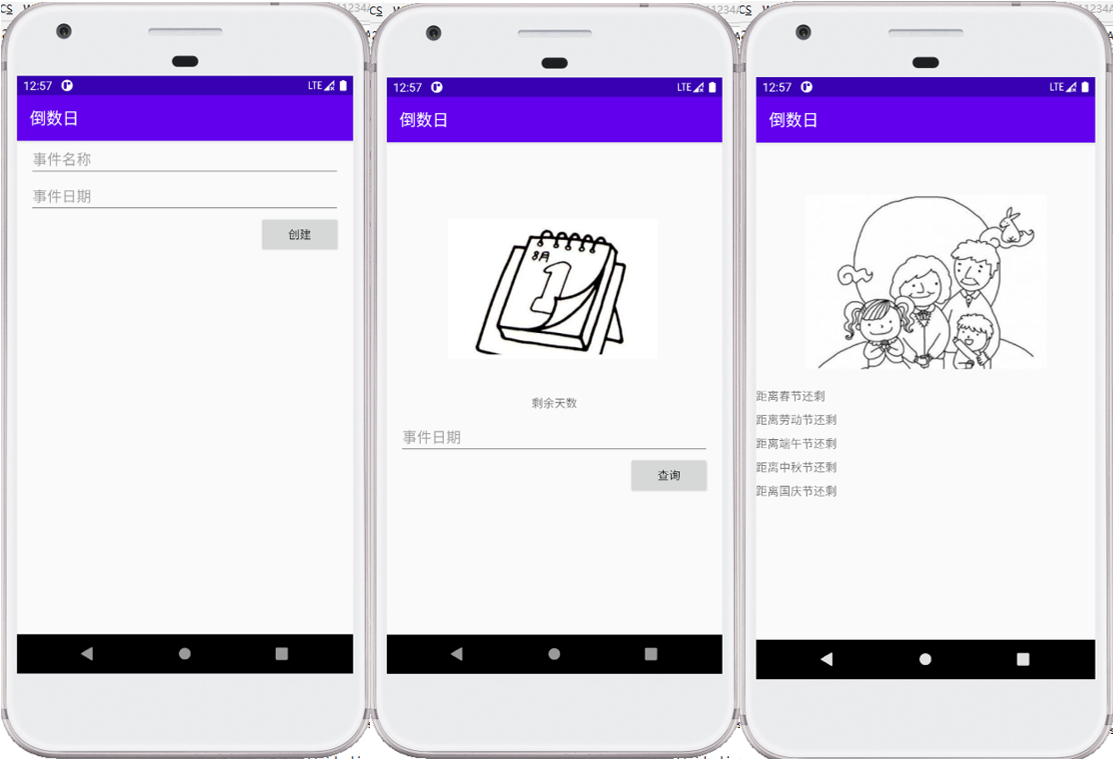 12:57
LTE
倒数日
事件名称
事件日期
创建
12:57
LTE
倒数日
8月
1
剩余天数
事件日期
查询
12:57
LTE
倒数日
距离春节还剩
距离劳动节还剩
距离端午节还剩
距离中秋节还剩
距离国庆节还剩